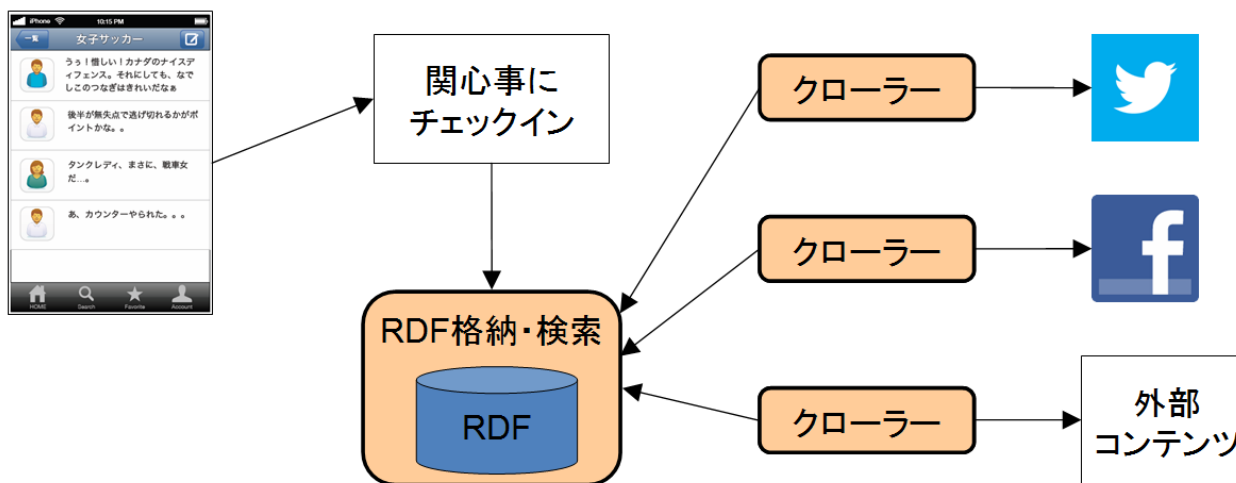 iPhone
10:15 PM
一覧
女子サッカー
うぅ！惜しい！カナダのナイスデ
ィフェンス。それにしても、なで
しこのつなぎはきれいだなぁ
後半が無失点で逃げ切れるかがポ
イントかな。。
タンクレディ、まさに、戦車女
だ…。
あ、カウンターやられた。。。
HOME
Search
Favorite
Account
関心事に
チェックイン
RDF格納・検索
RDF
クローラー
クローラー
クローラー
外部
コンテンツ